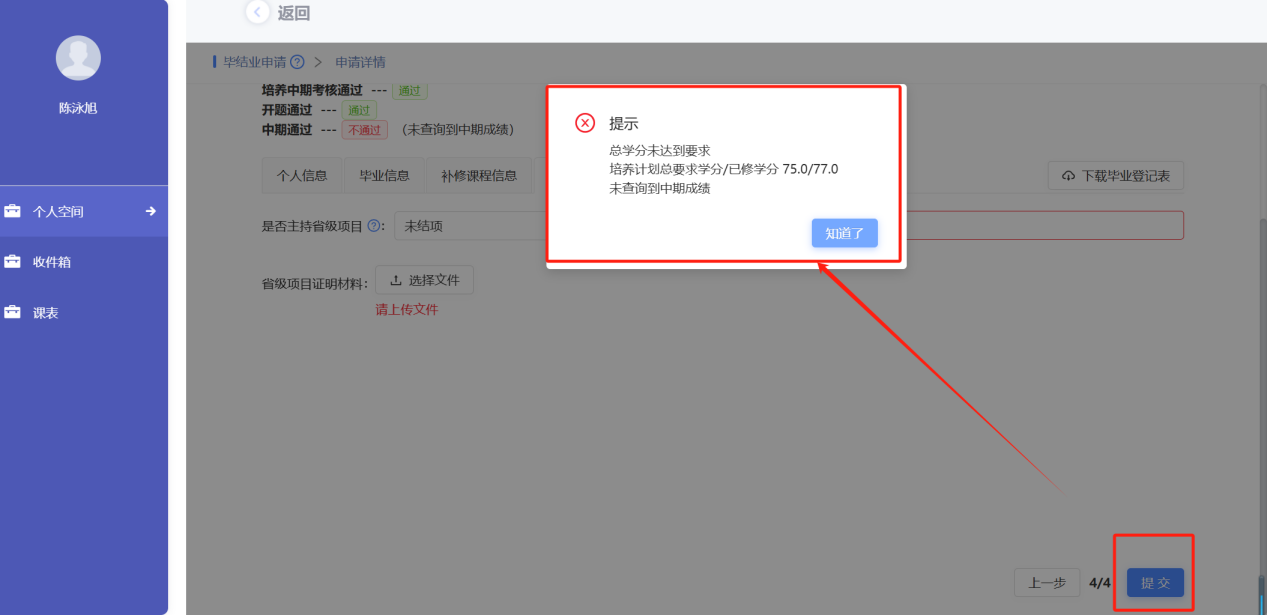 返回
陈泳旭
个人空间
收件箱
课表
毕结业申请 ? > 申请详情
培养中期考核通过 --- 通过
开题通过 --- 通过
中期通过 --- 不通过 （未查询到中期成绩）
个人信息 毕业信息 补修课程信息 下载毕业登记表
是否主持省级项目 ?: 未结项
省级项目证明材料: 选择文件
请上传文件
提示
总学分未达到要求
培养计划总要求学分/已修学分 75.0/77.0
未查询到中期成绩
知道了
上一步 4/4 提 交